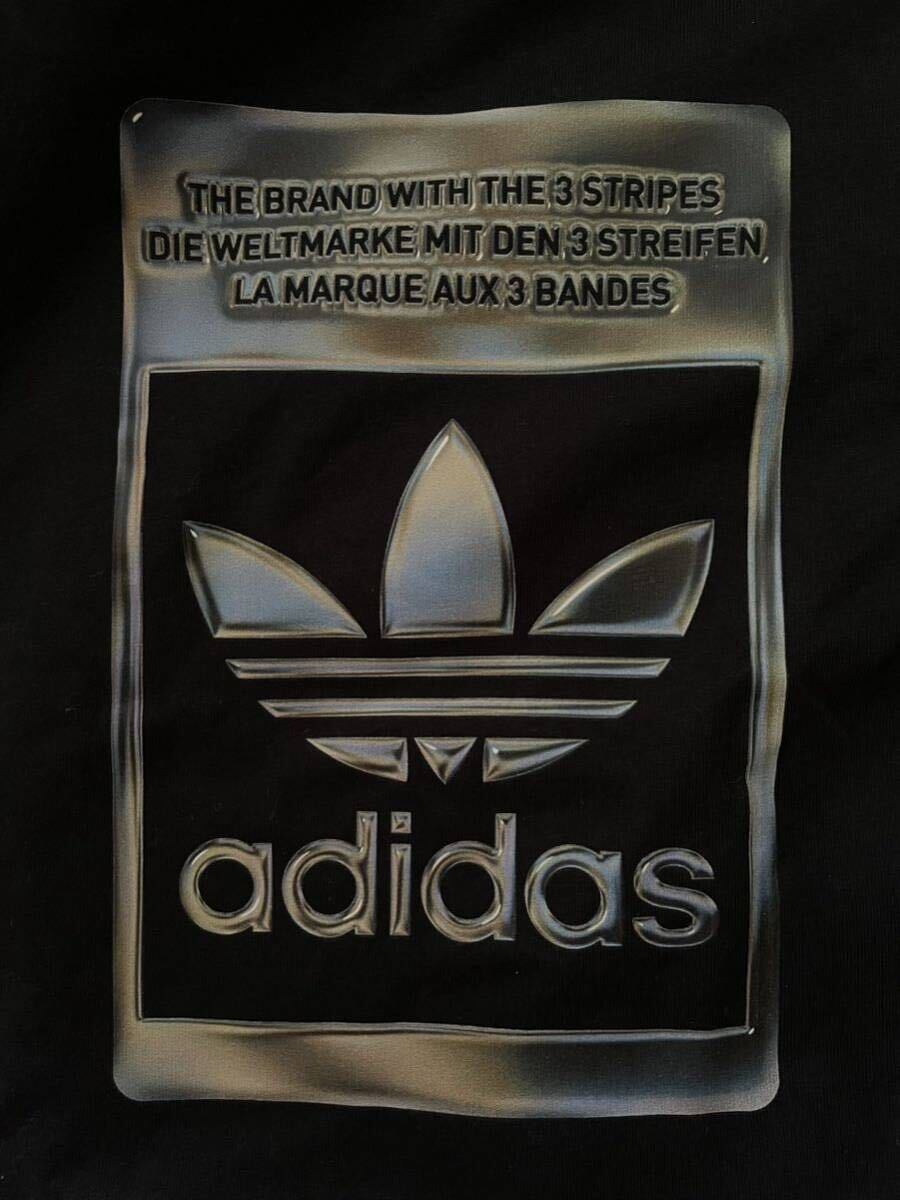 THE BRAND WITH THE 3 STRIPES
DIE WELTMARKE MIT DEN 3 STREIFEN
LA MARQUE AUX 3 BANDES
adidas